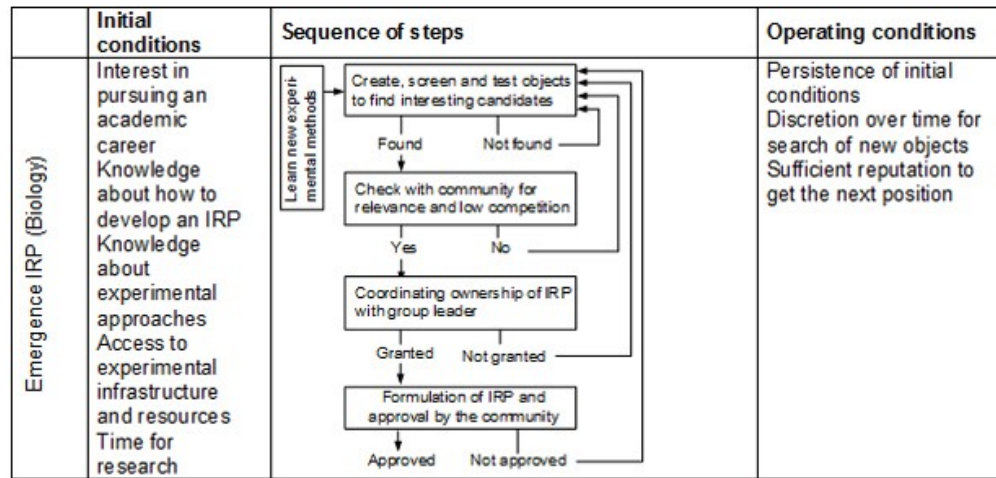 Initial
conditions
Sequence of steps
Operating conditions
Emergence IRP (Biology)
Interest in
pursuing an
academic
career
Knowledge
about how to
develop an IRP
Knowledge
about
experimental
approaches
Access to
experimental
infrastructure
and resources
Time for
research
Learn new experi-
mental methods
Create, screen and test objects
to find interesting candidates
Found
Not found
Check with community for
relevance and low competition
Yes
No
Coordinating ownership of IRP
with group leader
Granted
Not granted
Formulation of IRP and
approval by the community
Approved
Not approved
Persistence of initial
conditions
Discretion over time for
search of new objects
Sufficient reputation to
get the next position